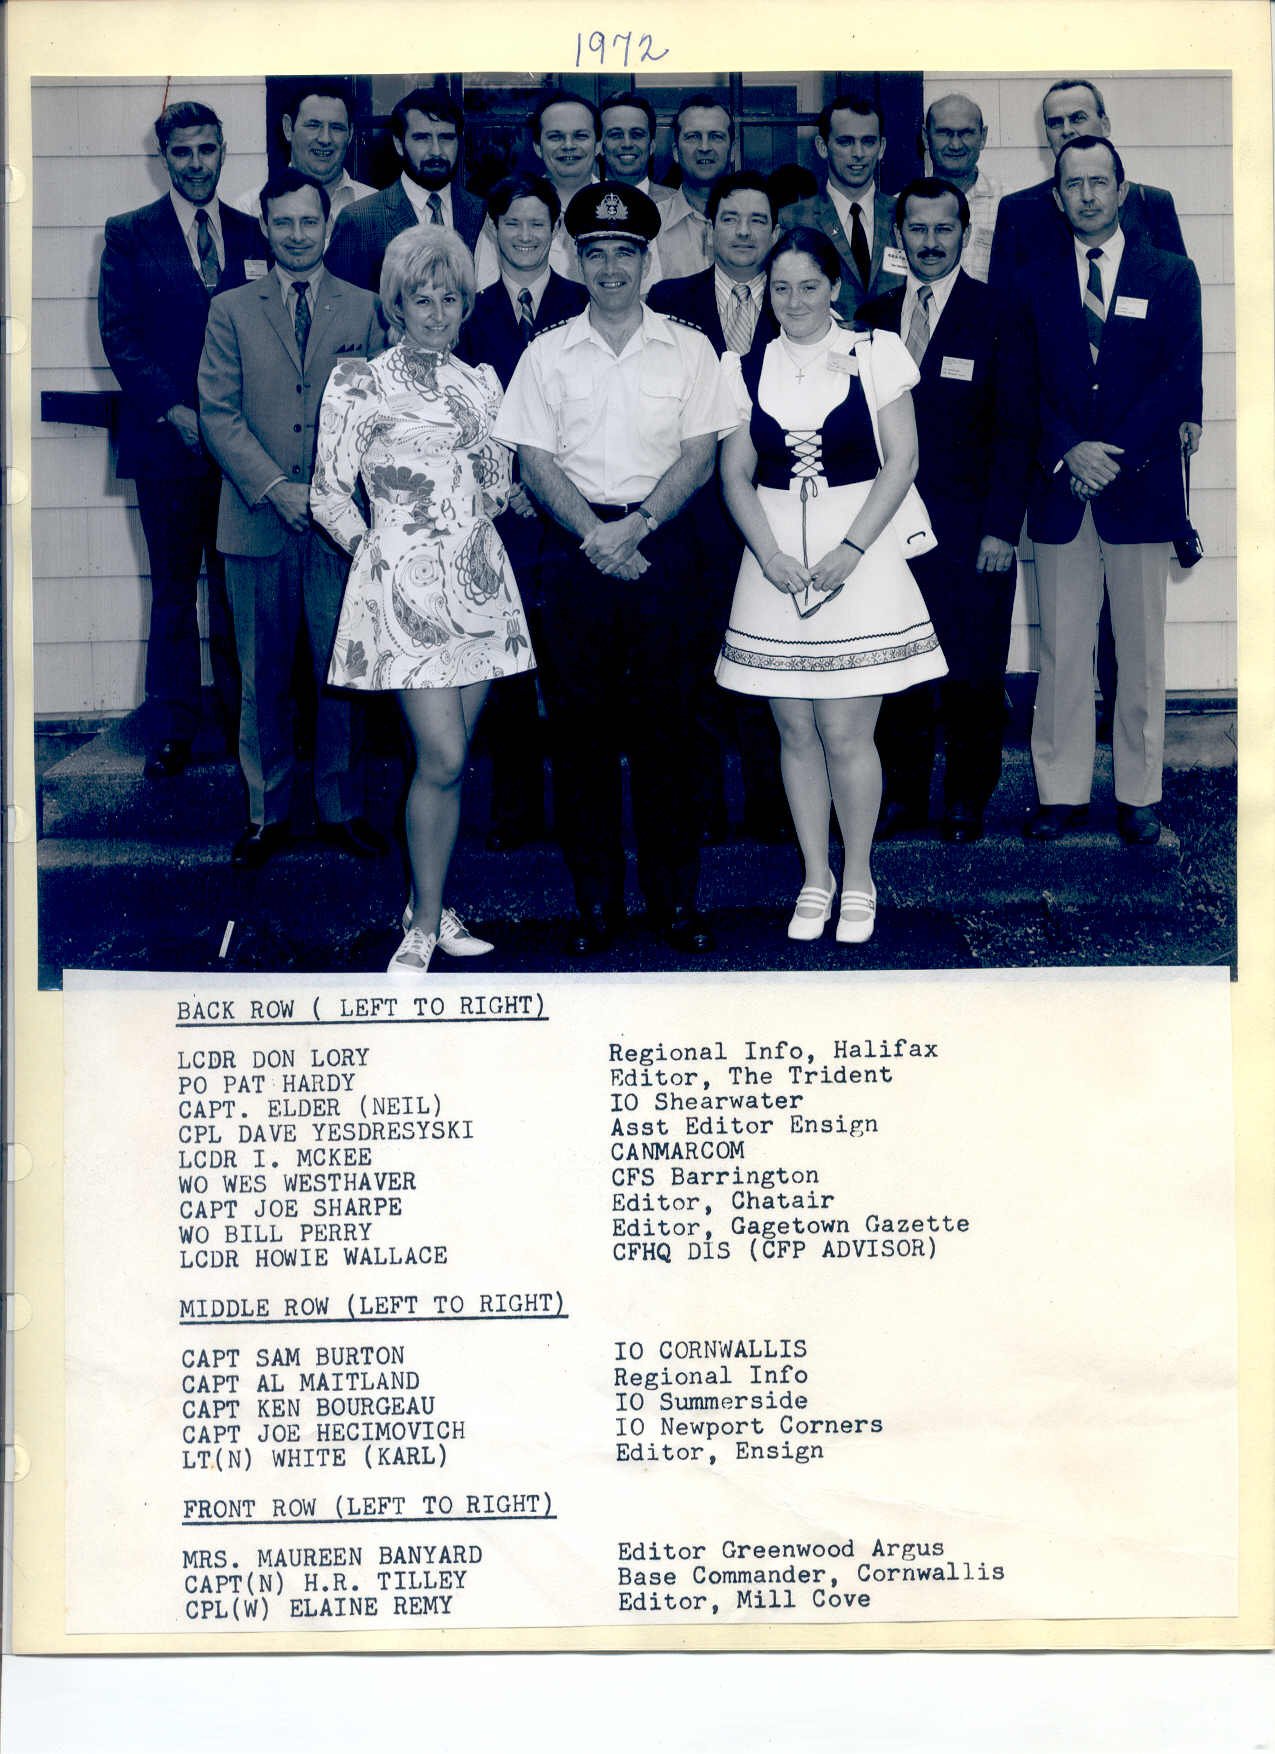 1972
BACK ROW ( LEFT TO RIGHT)
LCDR DON LORY Regional Info, Halifax
PO PAT HARDY Editor, The Trident
CAPT. ELDER (NEIL) IO Shearwater
CPL DAVE YESDRESYSKI Asst Editor Ensign
LCDR I. MCKEE CANMARCOM
WO WES WESTHAVER CFS Barrington
CAPT JOE SHARPE Editor, Chatair
WO BILL PERRY Editor, Gagetown Gazette
LCDR HOWIE WALLACE CFHQ DIS (CFP ADVISOR)
MIDDLE ROW (LEFT TO RIGHT)
CAPT SAM BURTON IO CORNWALLIS
CAPT AL MAITLAND Regional Info
CAPT KEN BOURGEAU IO Summerside
CAPT JOE HECIMOVICH IO Newport Corners
LT(N) WHITE (KARL) Editor, Ensign
FRONT ROW (LEFT TO RIGHT)
MRS. MAUREEN BANYARD Editor Greenwood Argus
CAPT(N) H.R. TILLEY Base Commander, Cornwallis
CPL(W) ELAINE REMY Editor, Mill Cove